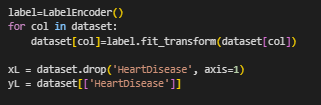 label=LabelEncoder()
for col in dataset:
    dataset[col]=label.fit_transform(dataset[col])

xL = dataset.drop('HeartDisease', axis=1)
yL = dataset[['HeartDisease']]